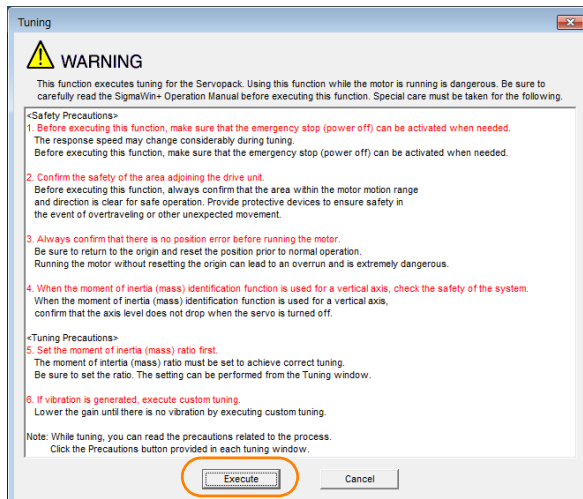 Tuning
WARNING
This function executes tuning for the Servopack. Using this function while the motor is running is dangerous. Be sure to
carefully read the SigmaWin+ Operation Manual before executing this function. Special care must be taken for the following.
<Safety Precautions>
1. Before executing this function, make sure that the emergency stop (power off) can be activated when needed.
The response speed may change considerably during tuning.
Before executing this function, make sure that the emergency stop (power off) can be activated when needed.
2. Confirm the safety of the area adjoining the drive unit.
Before executing this function, always confirm that the area within the motor motion range
and direction is clear for safe operation. Provide protective devices to ensure safety in
the event of overtraveling or other unexpected movement.
3. Always confirm that there is no position error before running the motor.
Be sure to return to the origin and reset the position prior to normal operation.
Running the motor without resetting the origin can lead to an overrun and is extremely dangerous.
4. When the moment of inertia (mass) identification function is used for a vertical axis, check the safety of the system.
When the moment of inertia (mass) identification function is used for a vertical axis,
confirm that the axis level does not drop when the servo is turned off.
<Tuning Precautions>
5. Set the moment of inertia (mass) ratio first.
The moment of intertia (mass) ratio must be set to achieve correct tuning.
Be sure to set the ratio. The setting can be performed from the Tuning window.
6. If vibration is generated, execute custom tuning.
Lower the gain until there is no vibration by executing custom tuning.
Note: While tuning, you can read the precautions related to the process.
Click the Precautions button provided in each tuning window.
Execute
Cancel